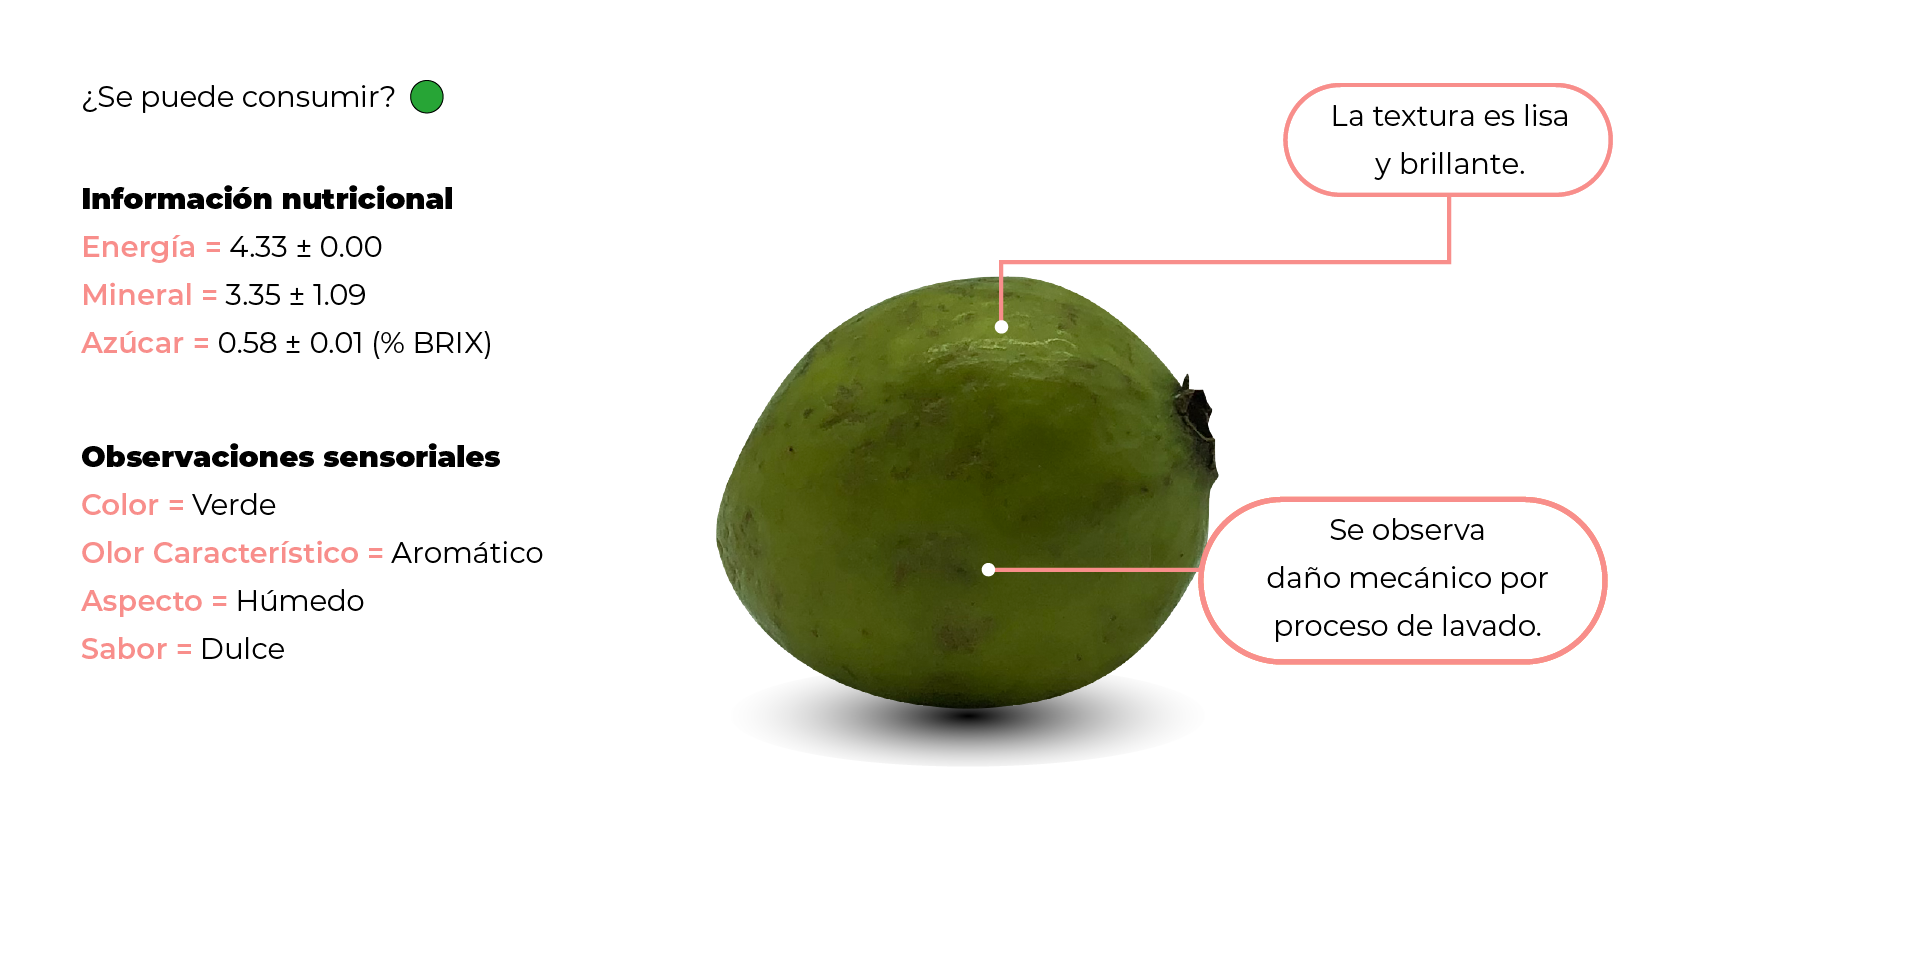 ¿Se puede consumir?
Información nutricional
Energía = 4.33 ± 0.00
Mineral = 3.35 ± 1.09
Azúcar = 0.58 ± 0.01 (% BRIX)
Observaciones sensoriales
Color = Verde
Olor Característico = Aromático
Aspecto = Húmedo
Sabor = Dulce
La textura es lisa
y brillante.
Se observa
daño mecánico por
proceso de lavado.